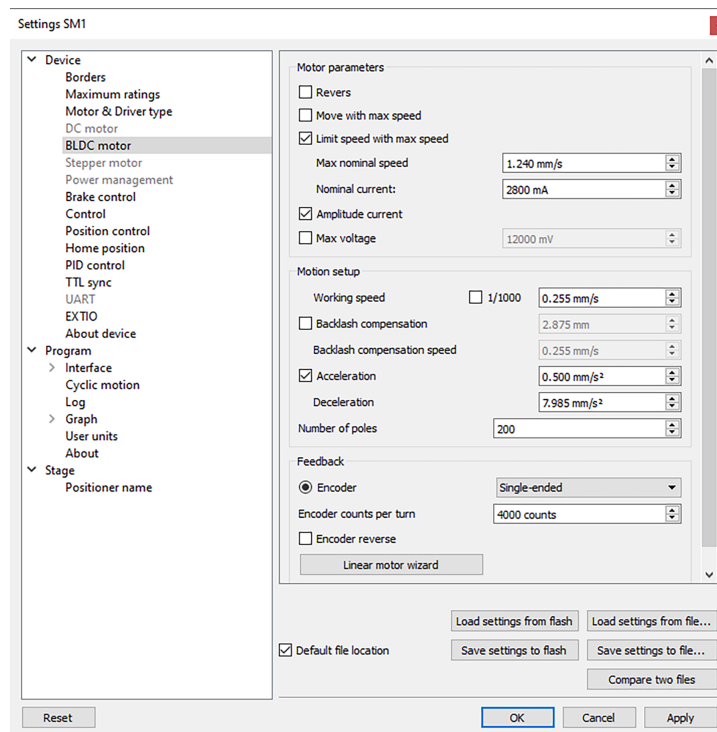 Settings SM1
Device
Borders
Maximum ratings
Motor & Driver type
DC motor
BLDC motor
Stepper motor
Power management
Brake control
Control
Position control
Home position
PID control
TTL sync
UART
EXTIO
About device
Program
Interface
Cyclic motion
Log
Graph
User units
About
Stage
Positioner name
Motor parameters
Revers
Move with max speed
Limit speed with max speed
Max nominal speed 1.240 mm/s
Nominal current: 2800 mA
Amplitude current
Max voltage 12000 mV
Motion setup
Working speed 1/1000 0.255 mm/s
Backlash compensation 2.875 mm
Backlash compensation speed 0.255 mm/s
Acceleration 0.500 mm/s²
Deceleration 7.985 mm/s²
Number of poles 200
Feedback
Encoder Single-ended
Encoder counts per turn 4000 counts
Encoder reverse
Linear motor wizard
Load settings from flash Load settings from file...
Default file location Save settings to flash Save settings to file...
Compare two files
Reset OK Cancel Apply